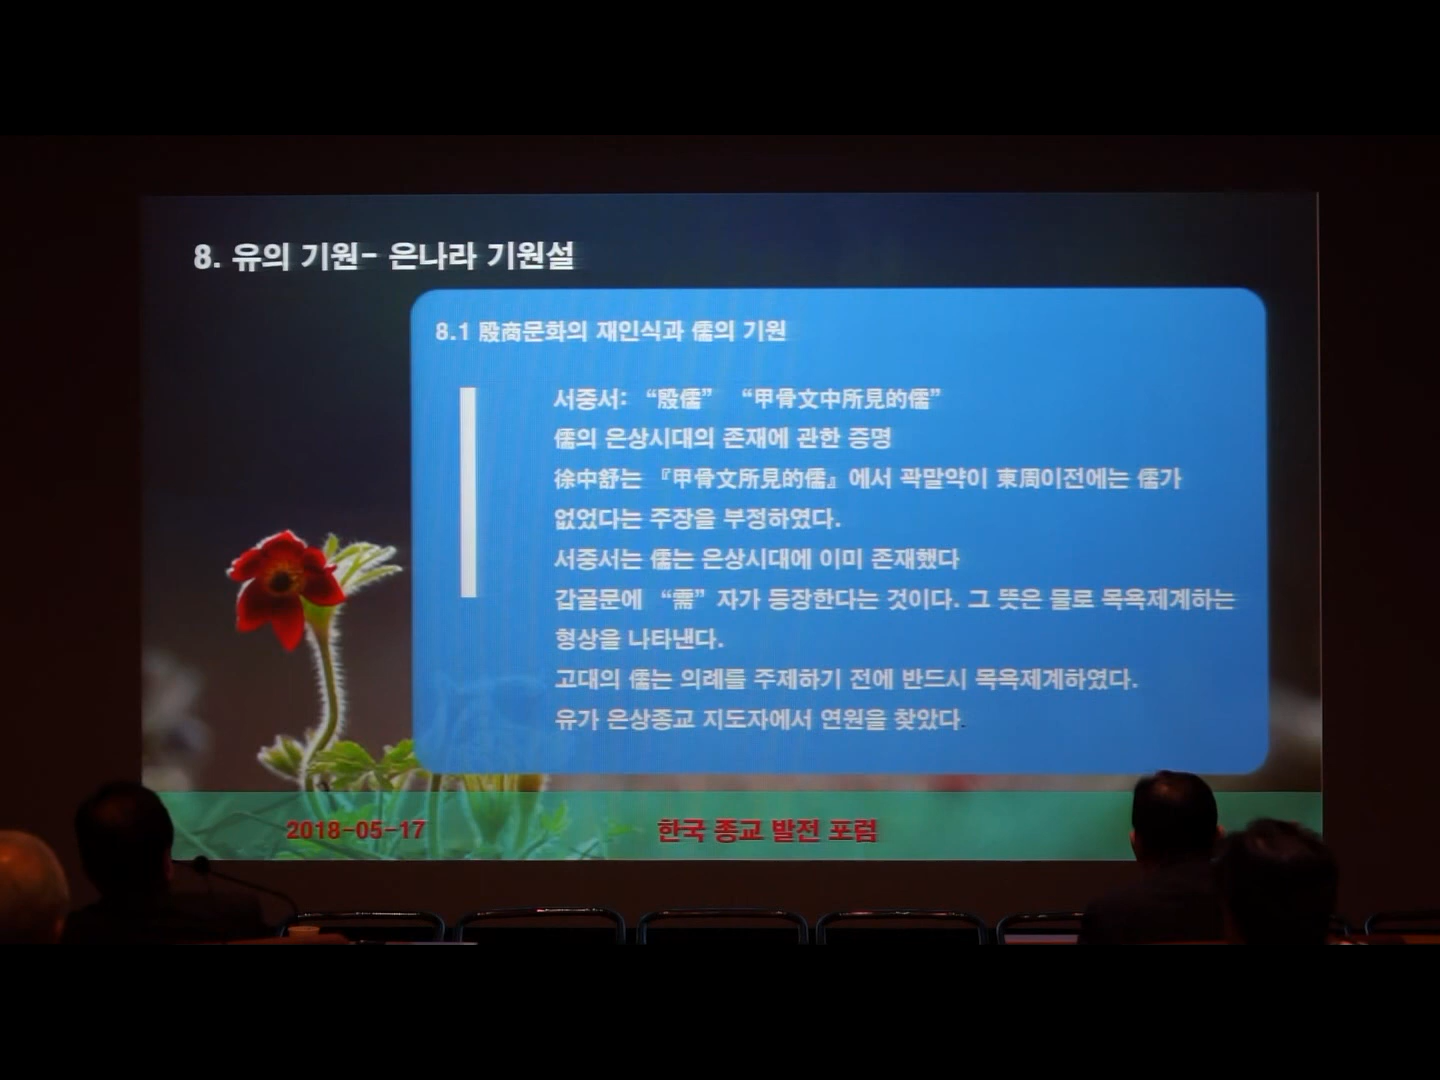 8. 유의 기원- 은나라 기원설
8.1 殷商문화의 재인식과 儒의 기원
서중서: “殷儒” “甲骨文中所見的儒”
儒의 은상시대의 존재에 관한 증명
徐中舒는 『甲骨文所見的儒』에서 곽말약이 東周이전에는 儒가
없었다는 주장을 부정하였다.
서중서는 儒는 은상시대에 이미 존재했다
갑골문에 “需”자가 등장한다는 것이다. 그 뜻은 물로 목욕제계하는
형상을 나타낸다.
고대의 儒는 의례를 주제하기 전에 반드시 목욕제계하였다.
유가 은상종교 지도자에서 연원을 찾았다.
2018-05-17
한국 종교 발전 포럼